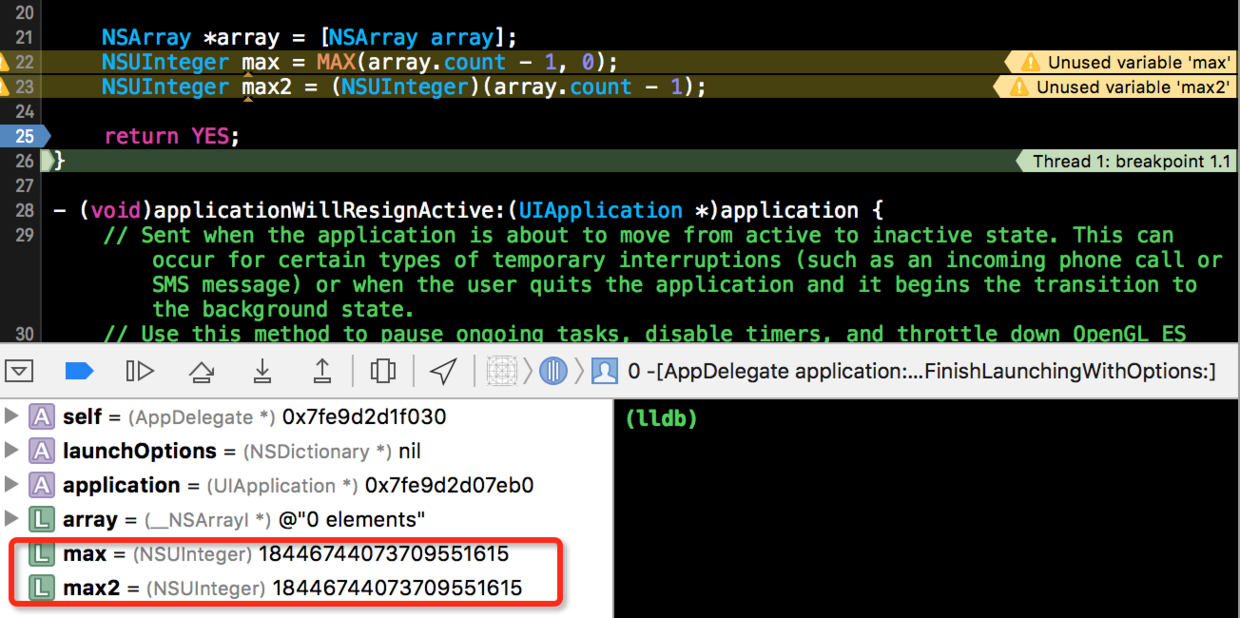 20
21 NSArray *array = [NSArray array];
22 NSUInteger max = MAX(array.count - 1, 0); Unused variable 'max'
23 NSUInteger max2 = (NSUInteger)(array.count - 1); Unused variable 'max2'
24
25 return YES;
26 } Thread 1: breakpoint 1.1
27
28 - (void)applicationWillResignActive:(UIApplication *)application {
29 // Sent when the application is about to move from active to inactive state. This can
occur for certain types of temporary interruptions (such as an incoming phone call or
SMS message) or when the user quits the application and it begins the transition to
the background state.
30 // Use this method to pause ongoing tasks, disable timers, and throttle down OpenGL ES
0 -[AppDelegate application:...FinishLaunchingWithOptions:]
A self = (AppDelegate *) 0x7fe9d2d1f030
(lldb)
A launchOptions = (NSDictionary *) nil
A application = (UIApplication *) 0x7fe9d2d07eb0
L array = (__NSArrayI *) @"0 elements"
L max = (NSUInteger) 18446744073709551615
L max2 = (NSUInteger) 18446744073709551615